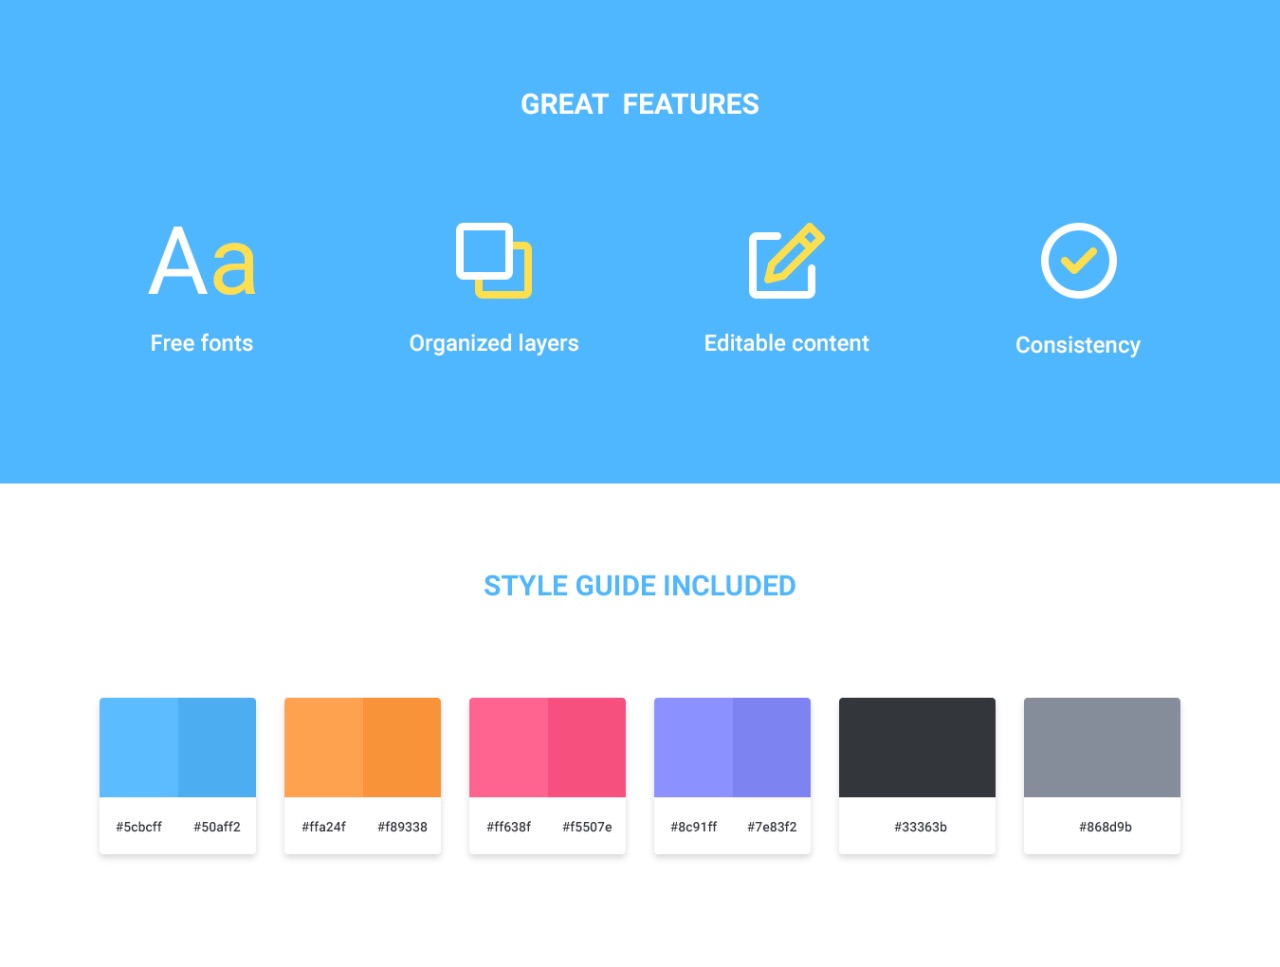 GREAT FEATURES
Aa
Free fonts
Organized layers
Editable content
Consistency
STYLE GUIDE INCLUDED
#5cbcff #50aff2
#ffa24f #f89338
#ff638f #f5507e
#8c91ff #7e83f2
#33363b
#868d9b